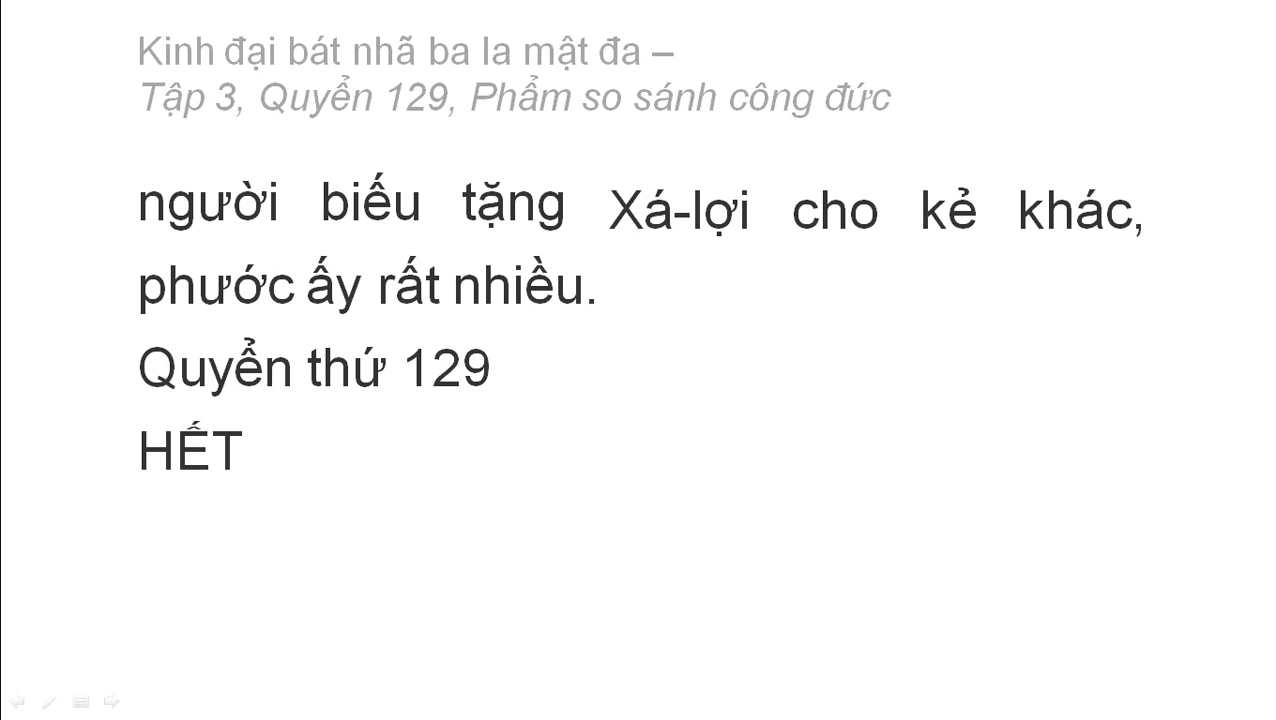 Kinh đại bát nhã ba la mật đa –
Tập 3, Quyển 129, Phẩm so sánh công đức
người biếu tặng Xá-lợi cho kẻ khác,
phước ấy rất nhiều.
Quyển thứ 129
HẾT